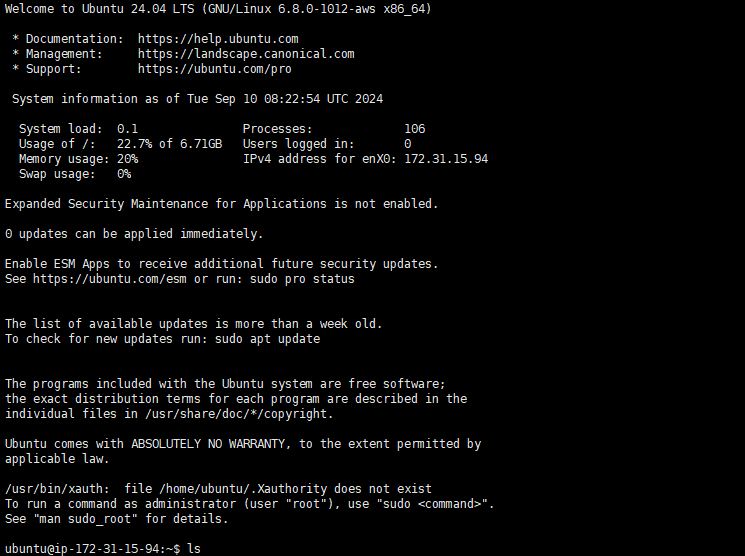 Welcome to Ubuntu 24.04 LTS (GNU/Linux 6.8.0-1012-aws x86_64)
* Documentation:  https://help.ubuntu.com
* Management:     https://landscape.canonical.com
* Support:        https://ubuntu.com/pro
System information as of Tue Sep 10 08:22:54 UTC 2024
System load:  0.1               Processes:             106
Usage of /:   22.7% of 6.71GB   Users logged in:       0
Memory usage: 20%               IPv4 address for enX0: 172.31.15.94
Swap usage:   0%
Expanded Security Maintenance for Applications is not enabled.
0 updates can be applied immediately.
Enable ESM Apps to receive additional future security updates.
See https://ubuntu.com/esm or run: sudo pro status
The list of available updates is more than a week old.
To check for new updates run: sudo apt update
The programs included with the Ubuntu system are free software;
the exact distribution terms for each program are described in the
individual files in /usr/share/doc/*/copyright.
Ubuntu comes with ABSOLUTELY NO WARRANTY, to the extent permitted by
applicable law.
/usr/bin/xauth:  file /home/ubuntu/.Xauthority does not exist
To run a command as administrator (user "root"), use "sudo <command>".
See "man sudo_root" for details.
ubuntu@ip-172-31-15-94:~$ ls